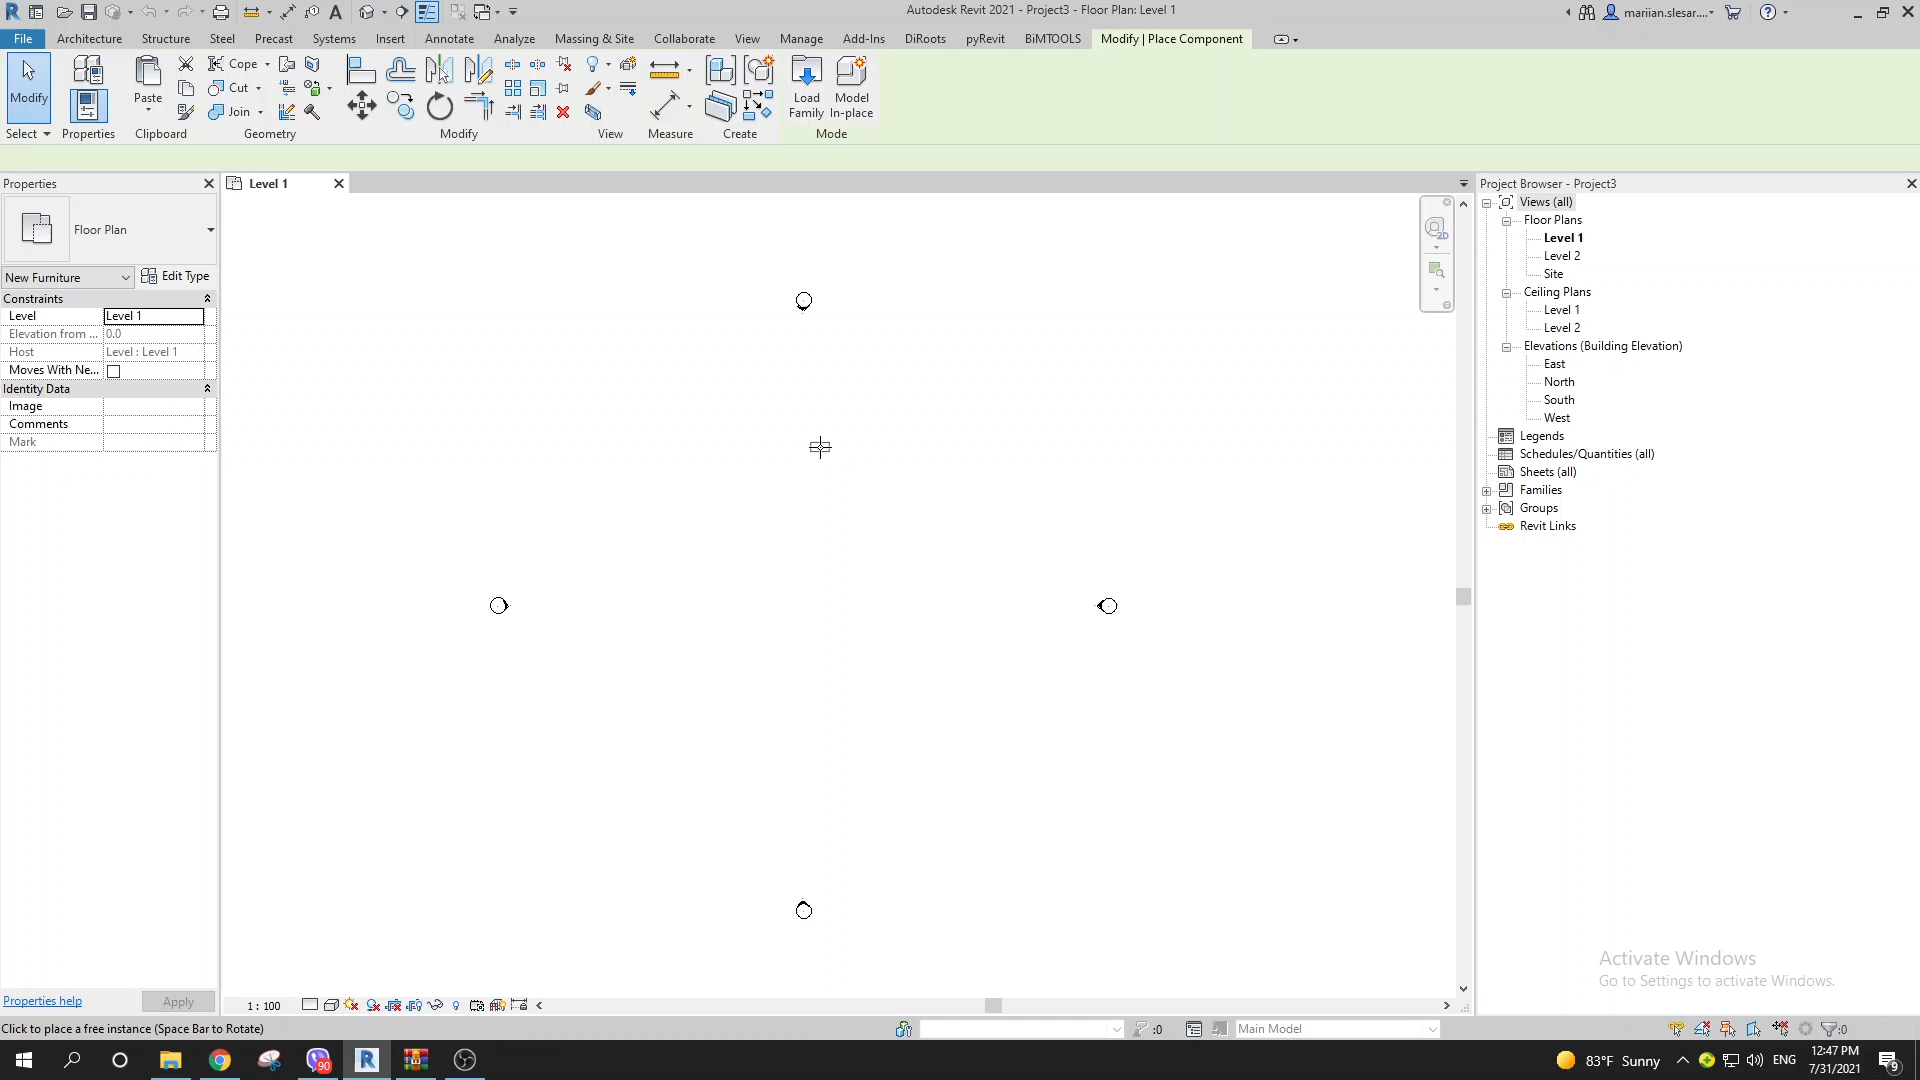 Autodesk Revit 2021 - Project3 - Floor Plan: Level 1
mariian.slesar....
File Architecture Structure Steel Precast Systems Insert Annotate Analyze Massing & Site Collaborate View Manage Add-Ins DiRoots pyRevit BiMTOOLS Modify | Place Component
Modify
Paste
Cope
Cut
Join
Load Family
Model In-place
Select Properties Clipboard Geometry Modify View Measure Create Mode
Properties
Level 1
Project Browser - Project3
Floor Plan
New Furniture
Edit Type
Constraints
Level Level 1
Elevation from ... 0.0
Host Level : Level 1
Moves With Ne...
Identity Data
Image
Comments
Mark
2D
Views (all)
Floor Plans
Level 1
Level 2
Site
Ceiling Plans
Level 1
Level 2
Elevations (Building Elevation)
East
North
South
West
Legends
Schedules/Quantities (all)
Sheets (all)
Families
Groups
Revit Links
Activate Windows
Go to Settings to activate Windows.
Properties help
Apply
1 : 100
Click to place a free instance (Space Bar to Rotate)
:0
Main Model
:0
90
83°F Sunny
ENG
12:47 PM
7/31/2021
9